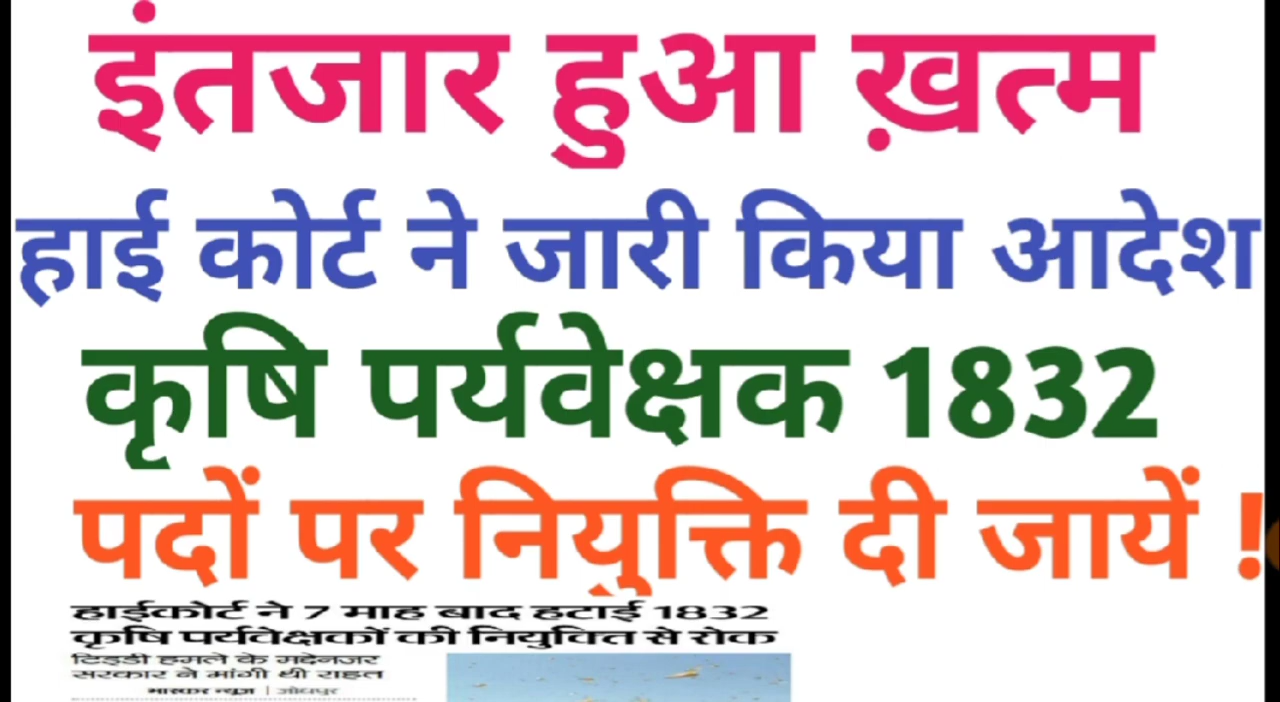 इंतजार हुआ ख़त्म
हाई कोर्ट ने जारी किया आदेश
कृषि पर्यवेक्षक 1832
पदों पर नियुक्ति दी जायें !
हाईकोर्ट ने 7 माह बाद हटाई 1832
कृषि पर्यवेक्षकों की नियुक्ति से रोक
टिड्डी हमले के मद्देनजर
सरकार ने मांगी थी राहत
भास्कर न्यूज | जोधपुर